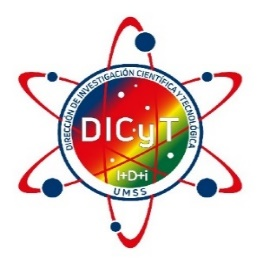 DIRECCIÓN DE INVESTIGACIÓN CIENTÍFICA Y TECNOLÓGICA
DICyT
I+D+i
UMSS